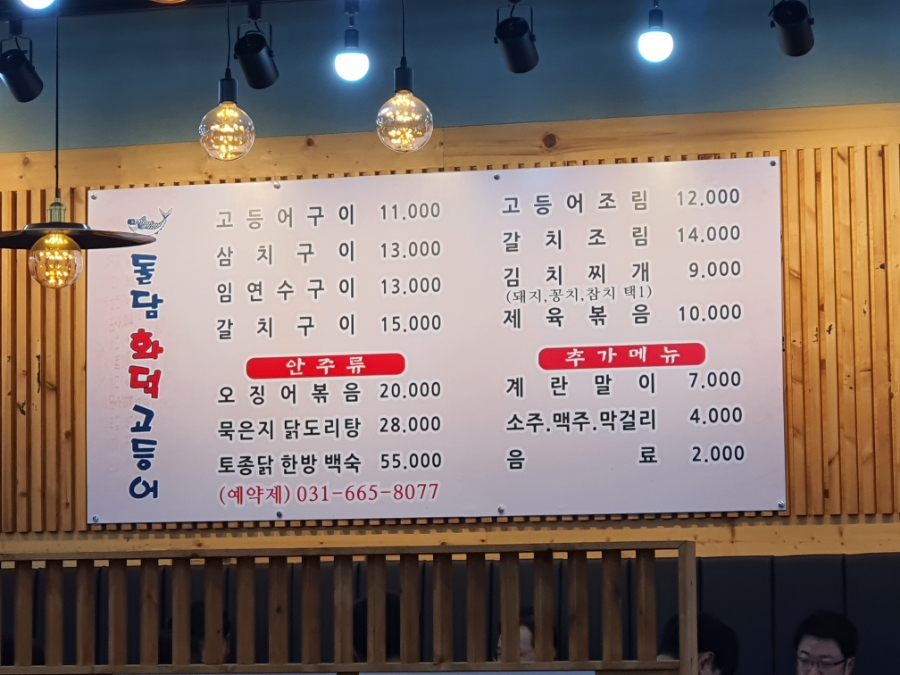 돌담 화덕 고등어
고등어구이 11.000
삼치구이 13.000
임연수구이 13.000
갈치구이 15.000
안주류
오징어볶음 20.000
묵은지 닭도리탕 28.000
토종닭 한방 백숙 55.000
(예약제) 031-665-8077
고등어조림 12.000
갈치조림 14.000
김치찌개 9.000
(돼지,꽁치,참치 택1)
제육볶음 10.000
추가메뉴
계란말이 7.000
소주.맥주.막걸리 4.000
음료 2.000